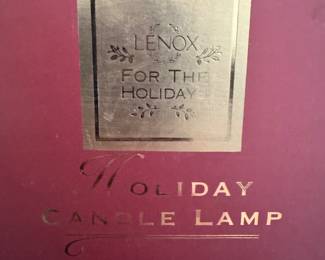 LENOX
FOR THE
HOLIDAYS
HOLIDAY
CANDLE LAMP